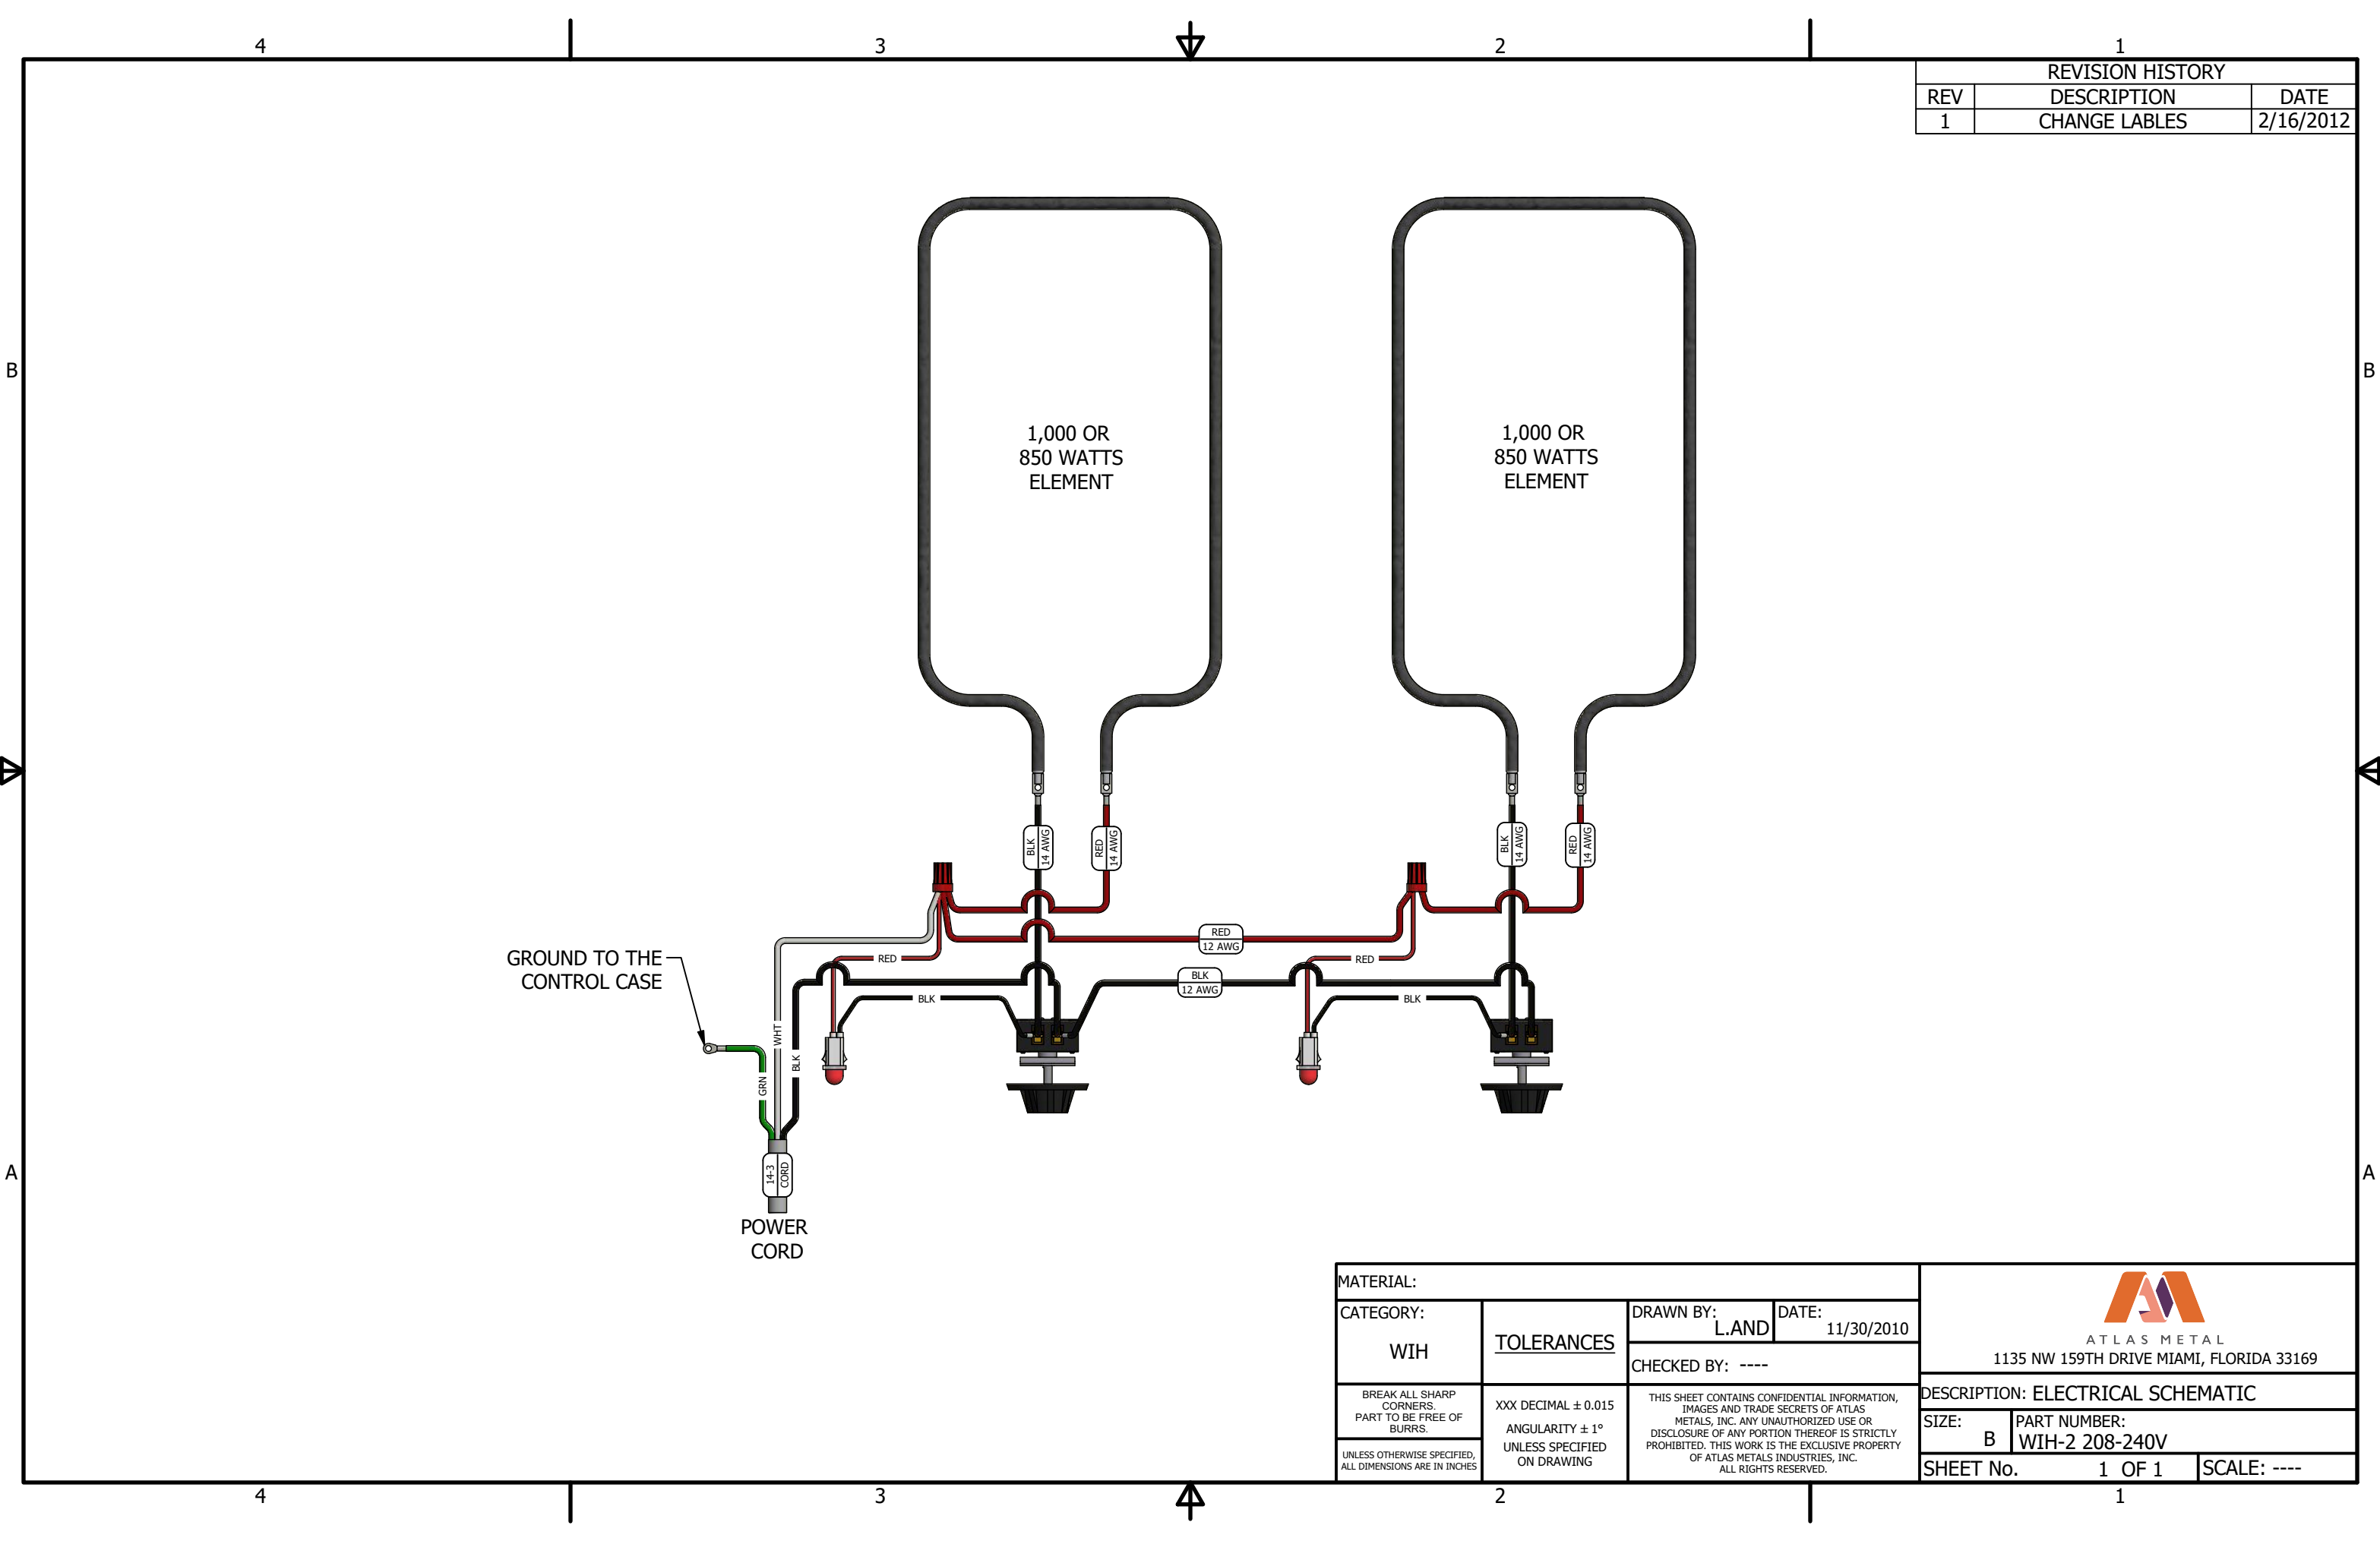 4 3 2 1
REVISION HISTORY
REV DESCRIPTION DATE
1 CHANGE LABLES 2/16/2012
B B
1,000 OR
850 WATTS
ELEMENT
1,000 OR
850 WATTS
ELEMENT
BLK
14 AWG
RED
14 AWG
BLK
14 AWG
RED
14 AWG
RED
12 AWG
GROUND TO THE
CONTROL CASE
RED
RED
BLK
12 AWG
BLK
BLK
WHT
BLK
GRN
14-3
CORD
A A
POWER
CORD
MATERIAL:
CATEGORY:
WIH
TOLERANCES
DRAWN BY:
L.AND
DATE:
11/30/2010
CHECKED BY: ----
BREAK ALL SHARP
CORNERS.
PART TO BE FREE OF
BURRS.
UNLESS OTHERWISE SPECIFIED,
ALL DIMENSIONS ARE IN INCHES
XXX DECIMAL ± 0.015
ANGULARITY ± 1°
UNLESS SPECIFIED
ON DRAWING
THIS SHEET CONTAINS CONFIDENTIAL INFORMATION,
IMAGES AND TRADE SECRETS OF ATLAS
METALS, INC. ANY UNAUTHORIZED USE OR
DISCLOSURE OF ANY PORTION THEREOF IS STRICTLY
PROHIBITED. THIS WORK IS THE EXCLUSIVE PROPERTY
OF ATLAS METALS INDUSTRIES, INC.
ALL RIGHTS RESERVED.
ATLAS METAL
1135 NW 159TH DRIVE MIAMI, FLORIDA 33169
DESCRIPTION: ELECTRICAL SCHEMATIC
SIZE:
B
PART NUMBER:
WIH-2 208-240V
SHEET No. 1 OF 1 SCALE: ----
4 3 2 1